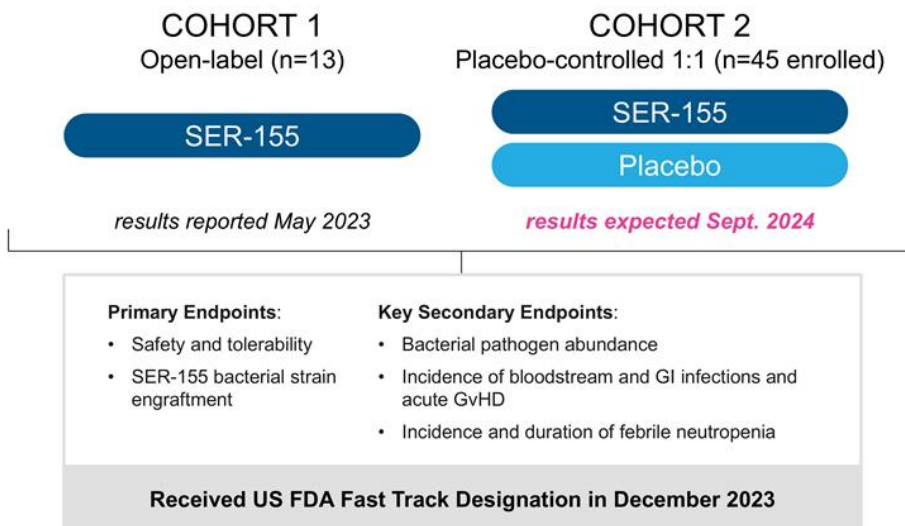 COHORT 1
Open-label (n=13)
SER-155
results reported May 2023
COHORT 2
Placebo-controlled 1:1 (n=45 enrolled)
SER-155
Placebo
results expected Sept. 2024
Primary Endpoints:
• Safety and tolerability
• SER-155 bacterial strain
engraftment
Key Secondary Endpoints:
• Bacterial pathogen abundance
• Incidence of bloodstream and GI infections and
acute GvHD
• Incidence and duration of febrile neutropenia
Received US FDA Fast Track Designation in December 2023